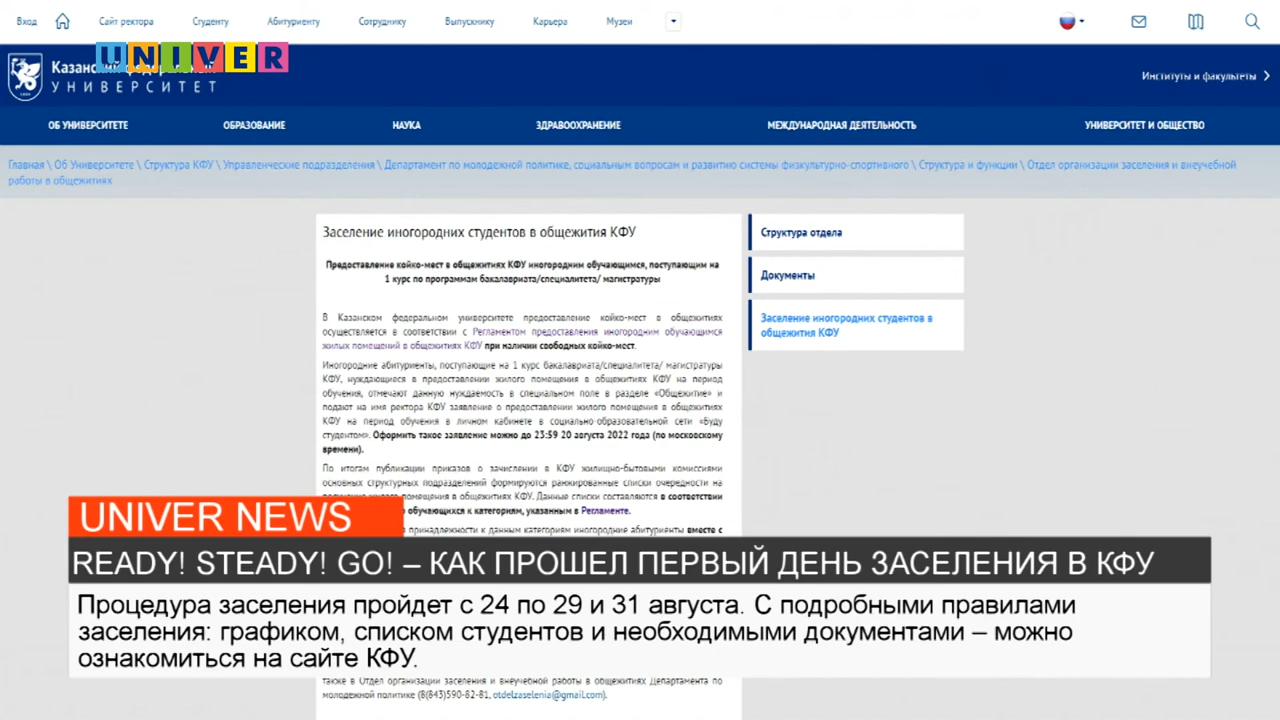 Вход
Сайт ректора
Студенту
Абитуриенту
Сотруднику
Выпускнику
Карьера
Музеи
UNIVER
Казанский федеральный
УНИВЕРСИТЕТ
Институты и факультеты
ОБ УНИВЕРСИТЕТЕ
ОБРАЗОВАНИЕ
НАУКА
ЗДРАВООХРАНЕНИЕ
МЕЖДУНАРОДНАЯ ДЕЯТЕЛЬНОСТЬ
УНИВЕРСИТЕТ И ОБЩЕСТВО
Главная \ Об Университете \ Структура КФУ \ Управленческие подразделения \ Департамент по молодежной политике, социальным вопросам и развитию системы физкультурно-спортивного \ Структура и функции \ Отдел организации заселения и внеучебной
работы в общежитиях
Заселение иногородних студентов в общежития КФУ
Предоставление койко-мест в общежитиях КФУ иногородним обучающимся, поступающим на
1 курс по программам бакалавриата/специалитета/ магистратуры
В Казанском федеральном университете предоставление койко-мест в общежитиях
осуществляется в соответствии с Регламентом предоставления иногородним обучающимся
жилых помещений в общежитиях КФУ при наличии свободных койко-мест.
Иногородние абитуриенты, поступающие на 1 курс бакалавриата/специалитета/ магистратуры
КФУ, нуждающиеся в предоставлении жилого помещения в общежитиях КФУ на период
обучения, отмечают данную нуждаемость в специальном поле в разделе «Общежитие» и
подают на имя ректора КФУ заявление о предоставлении жилого помещения в общежитиях
КФУ на период обучения в личном кабинете в социально-образовательной сети «Буду
студентом». Оформить такое заявление можно до 23:59 20 августа 2022 года (по московскому
времени).
По итогам публикации приказов о зачислении в КФУ жилищно-бытовыми комиссиями
основных структурных подразделений формируются ранжированные списки очередности на
жилого помещения в общежитиях КФУ. Данные списки составляются в соответствии
обучающихся к категориям, указанным в Регламенте.
принадлежности к данным категориям иногородние абитуриенты вместе с
Структура отдела
Документы
Заселение иногородних студентов в
общежития КФУ
UNIVER NEWS
READY! STEADY! GO! – КАК ПРОШЕЛ ПЕРВЫЙ ДЕНЬ ЗАСЕЛЕНИЯ В КФУ
Процедура заселения пройдет с 24 по 29 и 31 августа. С подробными правилами
заселения: графиком, списком студентов и необходимыми документами – можно
ознакомиться на сайте КФУ.
также в Отдел организации заселения и внеучебной работы в общежитиях Департамента по
молодежной политике (8(843)590-82-81, otdelzaselenia@gmail.com).